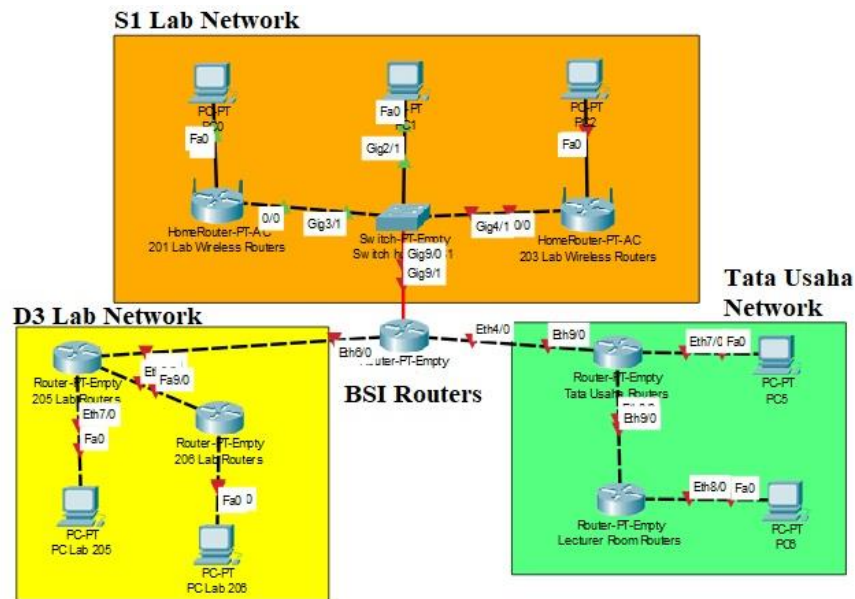 S1 Lab Network
PC-PT
PC0
Fa0
PC1
Fa0
Gig2/1
PC-PT
PC2
Fa0
HomeRouter-PT-AC
201 Lab Wireless Routers
0/0
Gig3/1
Switch-PT-Empty
Gig4/1
0/0
HomeRouter-PT-AC
203 Lab Wireless Routers
Gig9/0
Gig9/1
Tata Usaha
Network
D3 Lab Network
Router-PT-Empty
205 Lab Routers
Eth6/0
Router-PT-Empty
BSI Routers
Eth4/0
Eth9/0
Router-PT-Empty
Tata Usaha Routers
Eth7/0
Fa0
PC-PT
PC5
Fa9/0
Eth7/0
Fa0
Router-PT-Empty
206 Lab Routers
Eth9/0
PC-PT
PC Lab 205
Fa0
PC-PT
PC Lab 206
Router-PT-Empty
Lecturer Room Routers
Eth8/0
Fa0
PC-PT
PC6